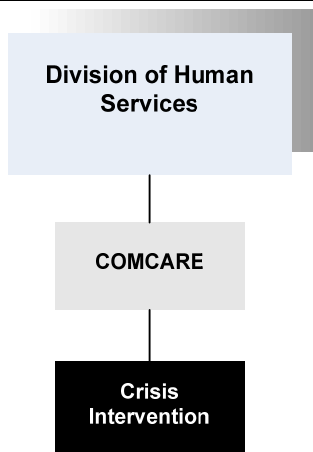 Division of Human
Services
COMCARE
Crisis
Intervention